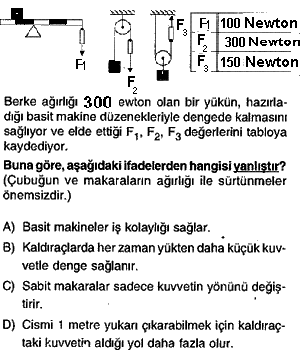 F1
F2
F3
F1 100 Newton
F2 300 Newton
F3 150 Newton
Berke ağırlığı 300 ewton olan bir yükün, hazırla-
dığı basit makine düzenekleriyle dengede kalmasını
sağlıyor ve elde ettiği F1, F2, F3 değerlerini tabloya
kaydediyor.
Buna göre, aşağıdaki ifadelerden hangisi yanlıştır?
(Çubuğun ve makaraların ağırlığı ile sürtünmeler
önemsizdir.)
A) Basit makineler iş kolaylığı sağlar.
B) Kaldıraçlarda her zaman yükten daha küçük kuv-
vetle denge sağlanır.
C) Sabit makaralar sadece kuvvetin yönünü değiş-
tirir.
D) Cismi 1 metre yukarı çıkarabilmek için kaldıraç-
taki kuvvetin aldığı yol daha fazla olur.